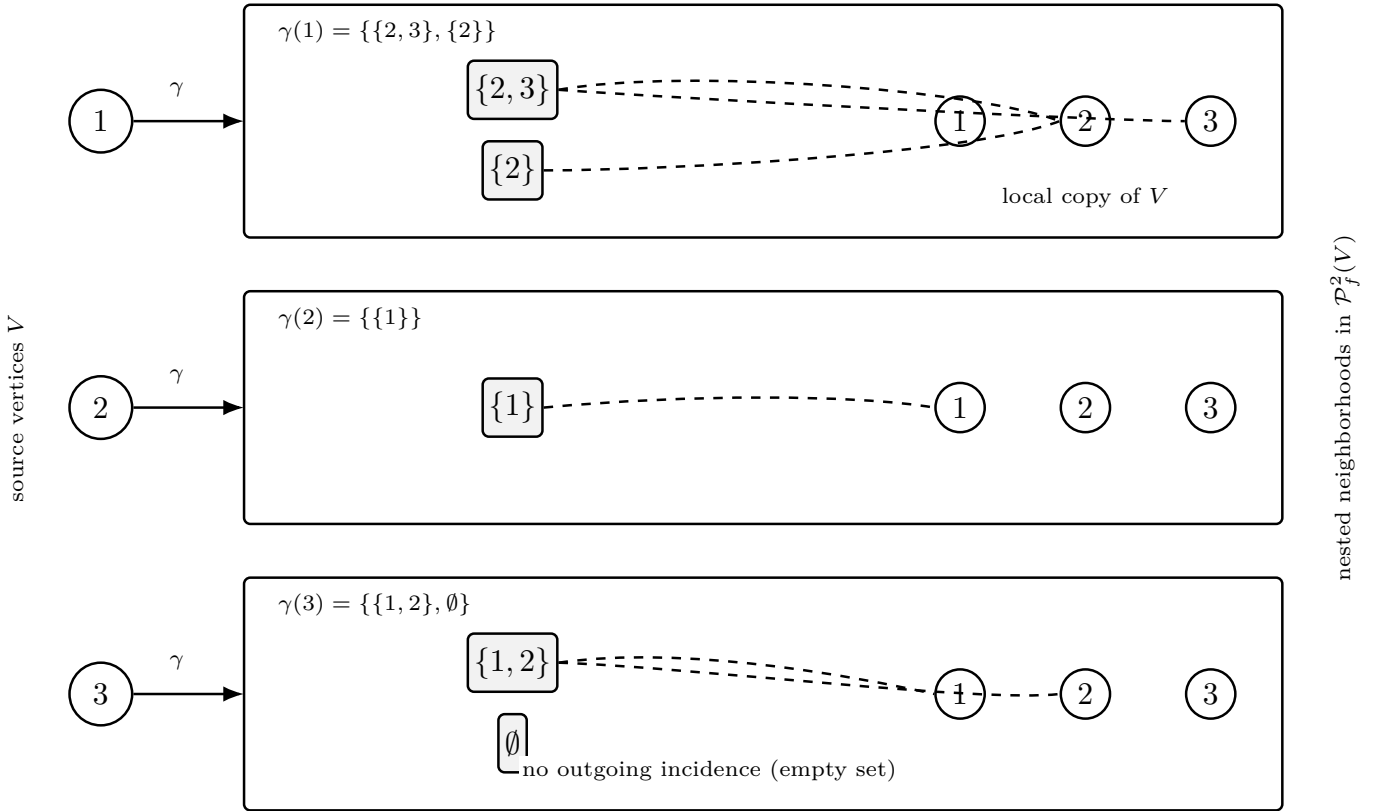 source vertices V
1
γ
γ(1) = {{2, 3}, {2}}
{2, 3}
{2}
1
2
3
local copy of V
2
γ
γ(2) = {{1}}
{1}
1
2
3
3
γ
γ(3) = {{1, 2}, ∅}
{1, 2}
∅
1
2
3
no outgoing incidence (empty set)
nested neighborhoods in 𝒫_f^2(V)